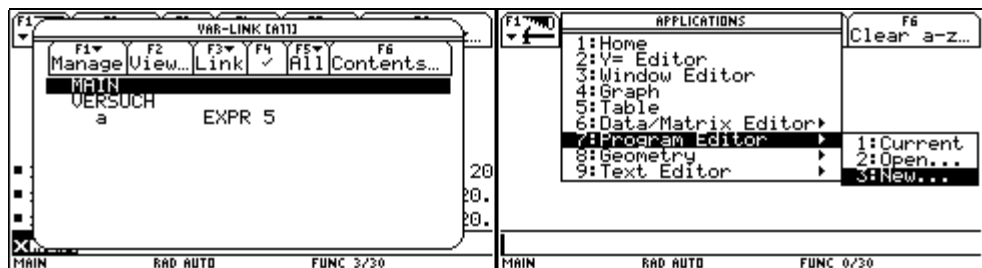 F1
VAR-LINK [All]
F1▾ F2 F3▾ F4 F5▾ F6
Manage View… Link ✓ All Contents…
MAIN
VERSUCH
a EXPR 5
20
20.
20.
MAIN RAD AUTO FUNC 3/30
F1
APPLICATIONS
F6
Clear a-z…
1:Home
2:Y= Editor
3:Window Editor
4:Graph
5:Table
6:Data/Matrix Editor▸
7:Program Editor ▸
8:Geometry ▸
9:Text Editor ▸
1:Current
2:Open...
3:New...
MAIN RAD AUTO FUNC 0/30